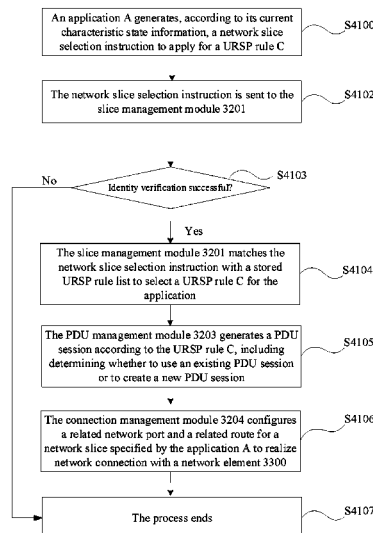 An application A generates, according to its current
characteristic state information, a network slice
selection instruction to apply for a URSP rule C
S4100
The network slice selection instruction is sent to the
slice management module 3201
S4102
Identity verification successful?
S4103
No
Yes
The slice management module 3201 matches the
network slice selection instruction with a stored
URSP rule list to select a URSP rule C for the
application
S4104
The PDU management module 3203 generates a PDU
session according to the URSP rule C, including
determining whether to use an existing PDU session
or to create a new PDU session
S4105
The connection management module 3204 configures
a related network port and a related route for a
network slice specified by the application A to realize
network connection with a network element 3300
S4106
The process ends
S4107